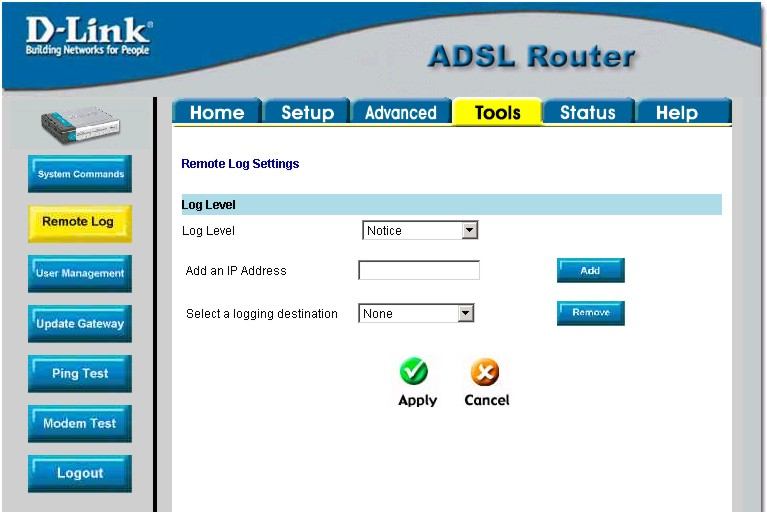 D-Link®
Building Networks for People
ADSL Router
Home Setup Advanced Tools Status Help
System Commands
Remote Log
User Management
Update Gateway
Ping Test
Modem Test
Logout
Remote Log Settings
Log Level
Log Level Notice
Add an IP Address Add
Select a logging destination None Remove
Apply Cancel